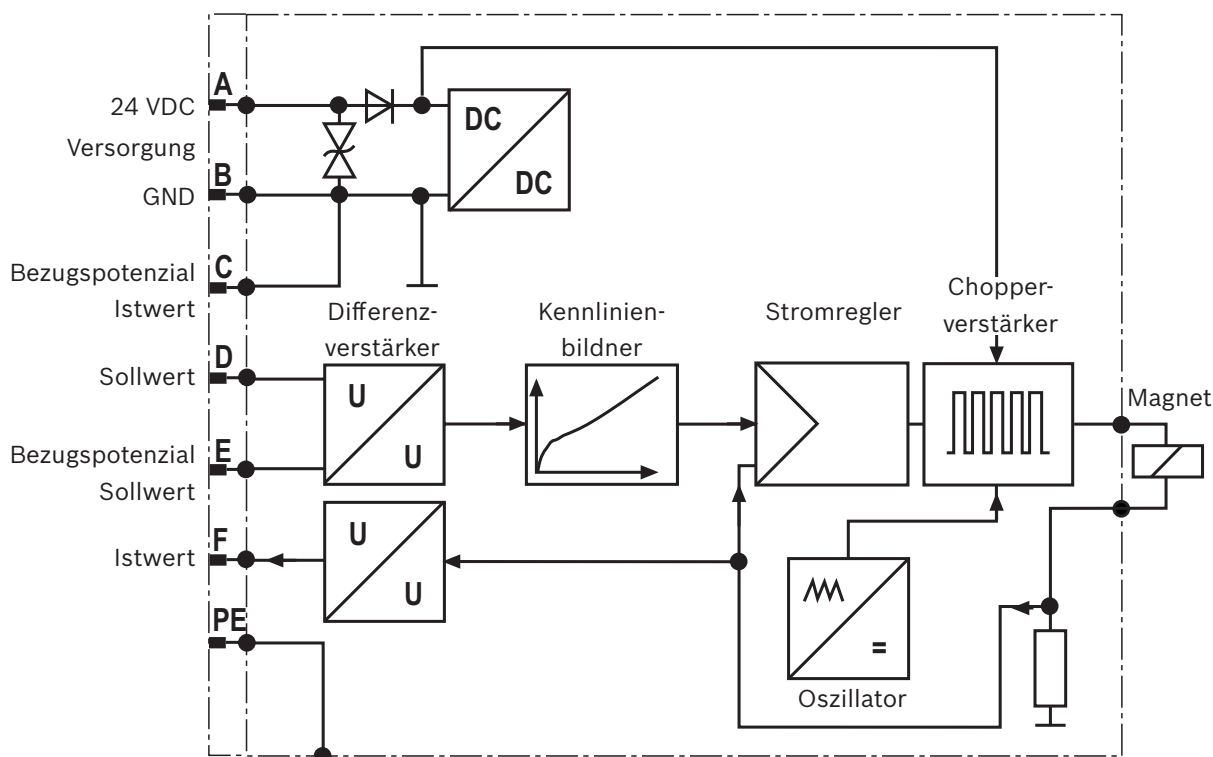 A
24 VDC
Versorgung
B
GND
DC
DC
C
Bezugspotenzial
Istwert
Differenz-
verstärker
Kennlinien-
bildner
Stromregler
Chopper-
verstärker
D
Sollwert
U
U
Magnet
E
Bezugspotenzial
Sollwert
F
Istwert
U
U
PE
=
Oszillator